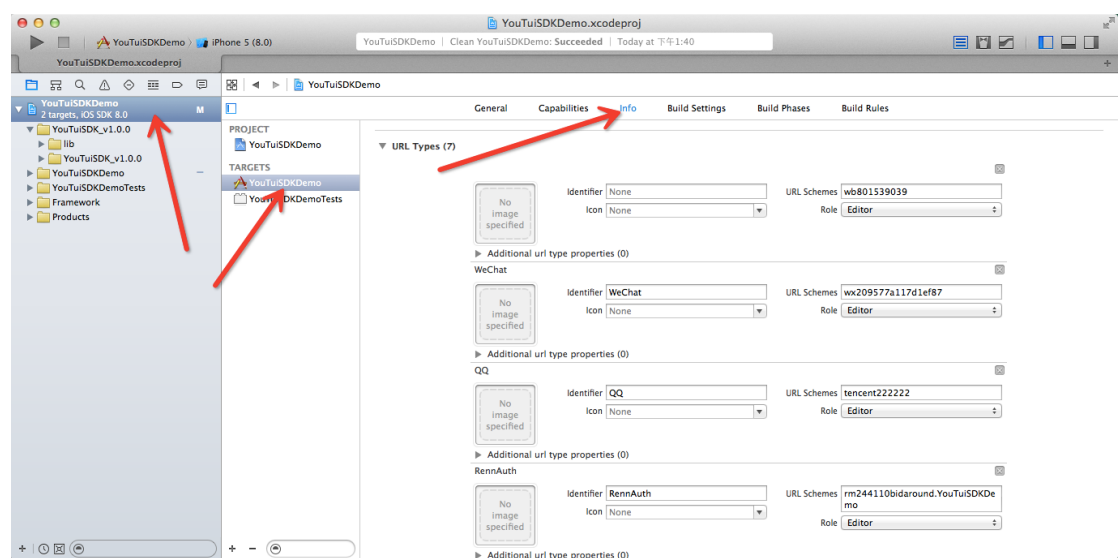 YouTuiSDKDemo.xcodeproj
YouTuiSDKDemo iPhone 5 (8.0)
YouTuiSDKDemo | Clean YouTuiSDKDemo: Succeeded | Today at 下午1:40
YouTuiSDKDemo.xcodeproj
YouTuiSDKDemo
YouTuiSDKDemo M
2 targets, iOS SDK 8.0
YouTuiSDK_v1.0.0
lib
YouTuiSDK_v1.0.0
YouTuiSDKDemo
YouTuiSDKDemoTests
Framework
Products
PROJECT
YouTuiSDKDemo
TARGETS
YouTuiSDKDemo
YouTuiSDKDemoTests
General Capabilities Info Build Settings Build Phases Build Rules
URL Types (7)
No
image
specified
Identifier None URL Schemes wb801539039
Icon None Role Editor
Additional url type properties (0)
WeChat
No
image
specified
Identifier WeChat URL Schemes wx209577a117d1ef87
Icon None Role Editor
Additional url type properties (0)
QQ
No
image
specified
Identifier QQ URL Schemes tencent222222
Icon None Role Editor
Additional url type properties (0)
RennAuth
No
image
specified
Identifier RennAuth URL Schemes rm244110bidaround.YouTuiSDKDe
mo
Icon None
Role Editor
Additional url type properties (0)